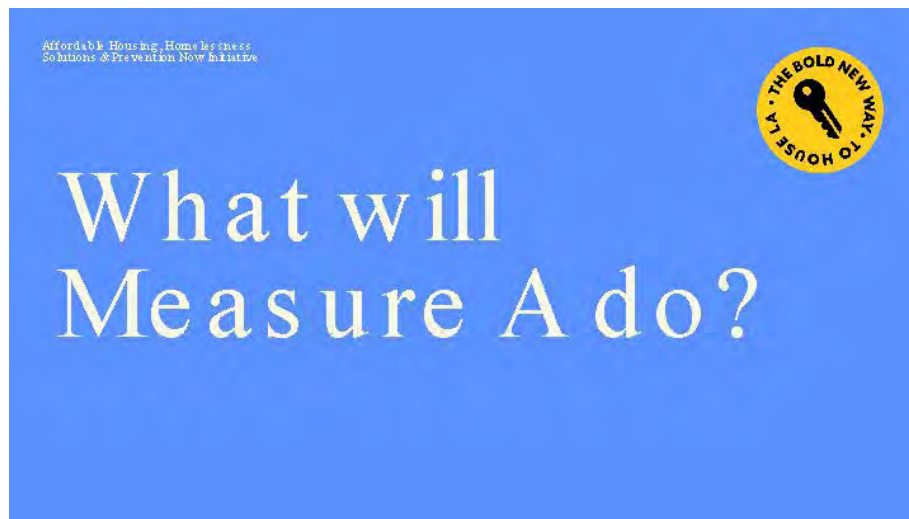 Affordable Housing, Homelessness
Solutions & Prevention Now Initiative
THE BOLD NEW WAY • TO HOUSE LA •
What will
Measure A do?